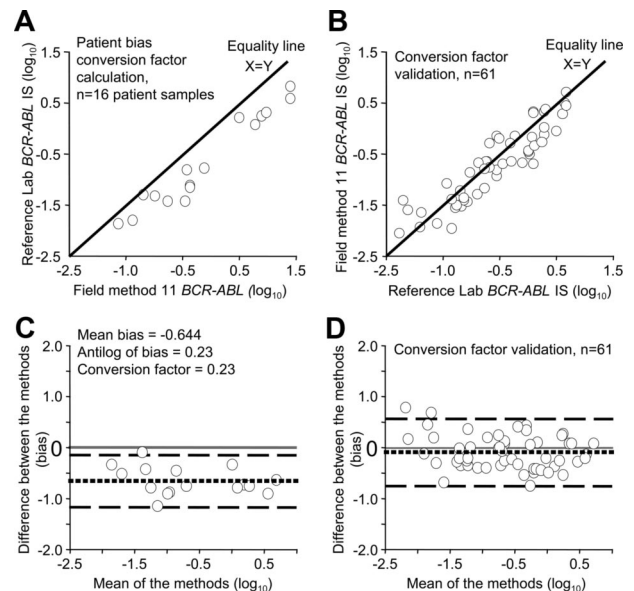 A
Patient bias
conversion factor
calculation,
n=16 patient samples
Equality line
X=Y
Reference Lab BCR-ABL IS (log10)
1.5
0.5
-0.5
-1.5
-2.5
-2.5 -1.0 -1.0 0.5 1.5
Field method 11 BCR-ABL (log10)
B
Conversion factor
validation, n=61
Equality line
X=Y
Field method 11 BCR-ABL IS (log10)
1.5
0.5
-0.5
-1.5
-2.5
-2.5 -1.5 -0.5 0.5 1.5
Reference Lab BCR-ABL IS (log10)
C
Mean bias = -0.644
Antilog of bias = 0.23
Conversion factor = 0.23
Difference between the methods
(bias)
2.0
1.0
0
-1.0
-2.0
-2.5 -1.5 -0.5 0.5
Mean of the methods (log10)
D
Conversion factor validation, n=61
Difference between the methods
(bias)
2.0
1.0
0
-1.0
-2.0
-2.5 -1.5 -0.5 0.5
Mean of the methods (log10)